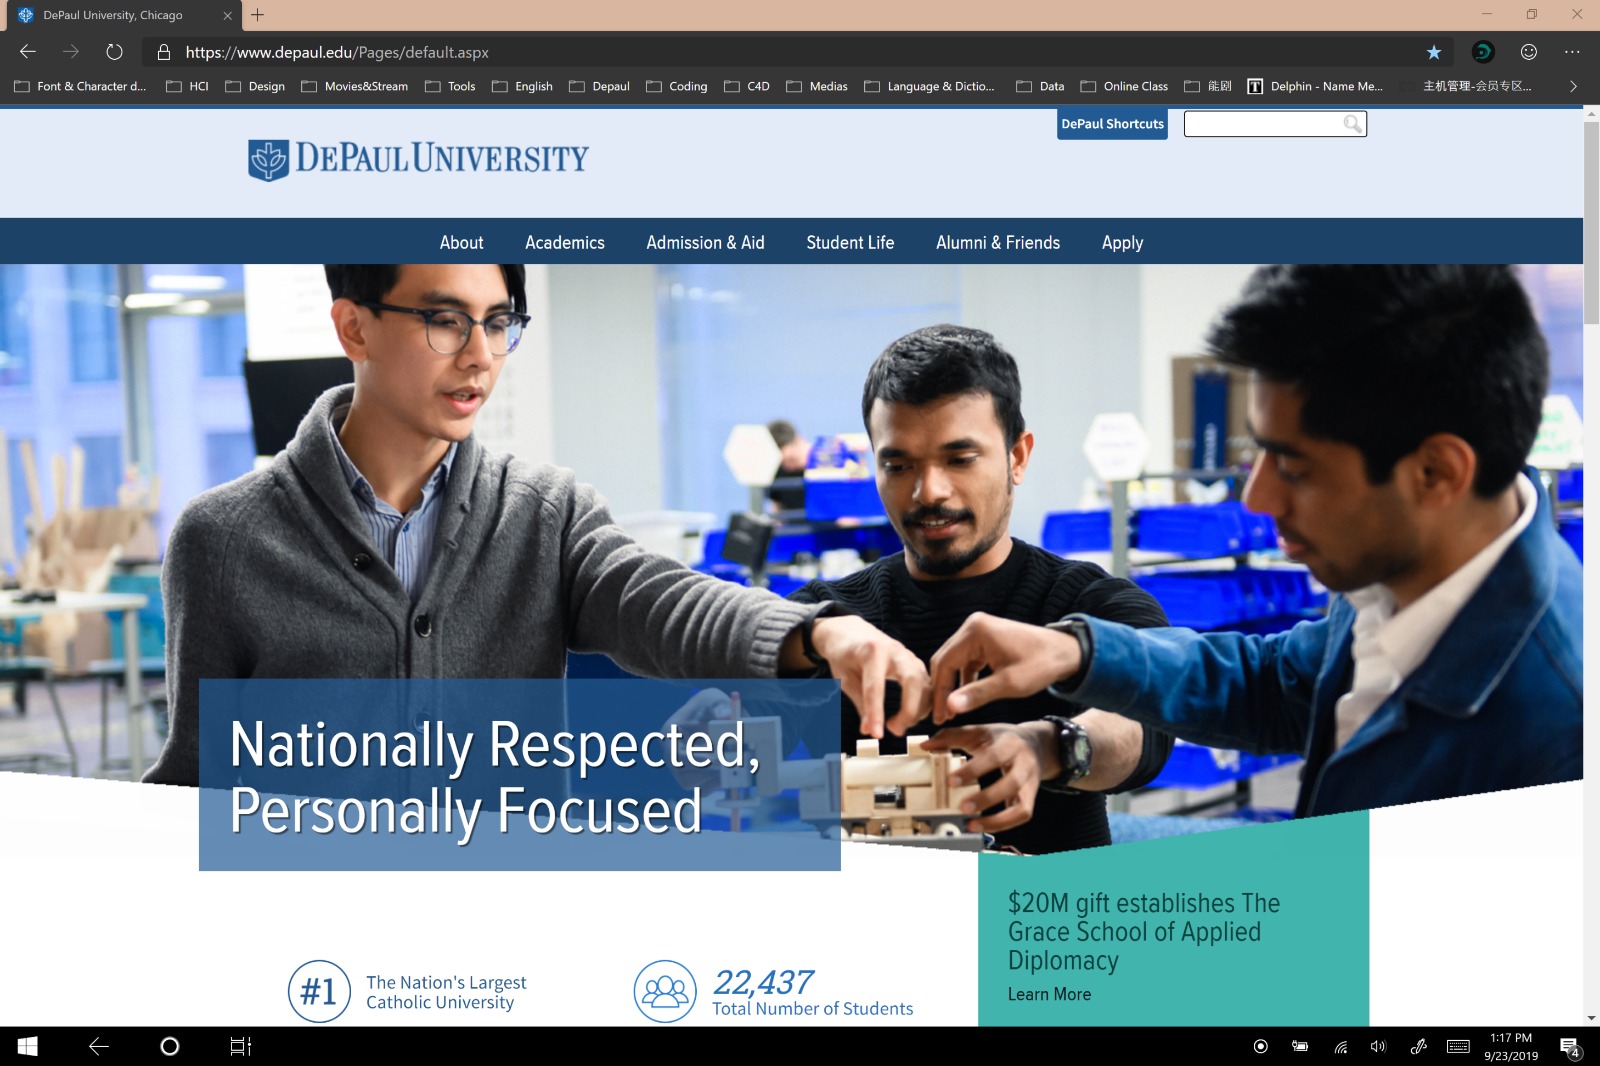 DePaul University, Chicago
https://www.depaul.edu/Pages/default.aspx
Font & Character d...
HCI
Design
Movies&Stream
Tools
English
Depaul
Coding
C4D
Medias
Language & Dictio...
Data
Online Class
能剧
T
Delphin - Name Me...
主机管理-会员专区...
DePaul Shortcuts
DEPAUL UNIVERSITY
About
Academics
Admission & Aid
Student Life
Alumni & Friends
Apply
Nationally Respected,
Personally Focused
#1
The Nation's Largest
Catholic University
22,437
Total Number of Students
$20M gift establishes The
Grace School of Applied
Diplomacy
Learn More
1:17 PM
9/23/2019
4